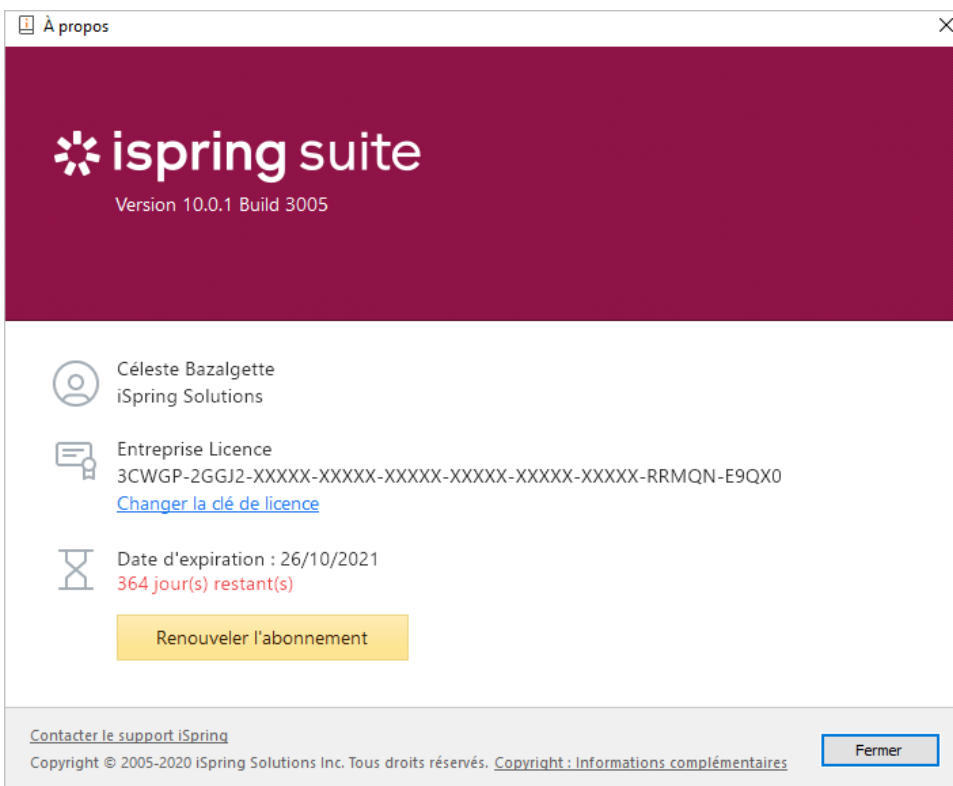 À propos
ispring suite
Version 10.0.1 Build 3005
Céleste Bazalgette
iSpring Solutions
Entreprise Licence
3CWGP-2GGJ2-XXXXX-XXXXX-XXXXX-XXXXX-XXXXX-XXXXX-RRMQN-E9QX0
Changer la clé de licence
Date d'expiration : 26/10/2021
364 jour(s) restant(s)
Renouveler l'abonnement
Contacter le support iSpring
Copyright © 2005-2020 iSpring Solutions Inc. Tous droits réservés. Copyright : Informations complémentaires
Fermer